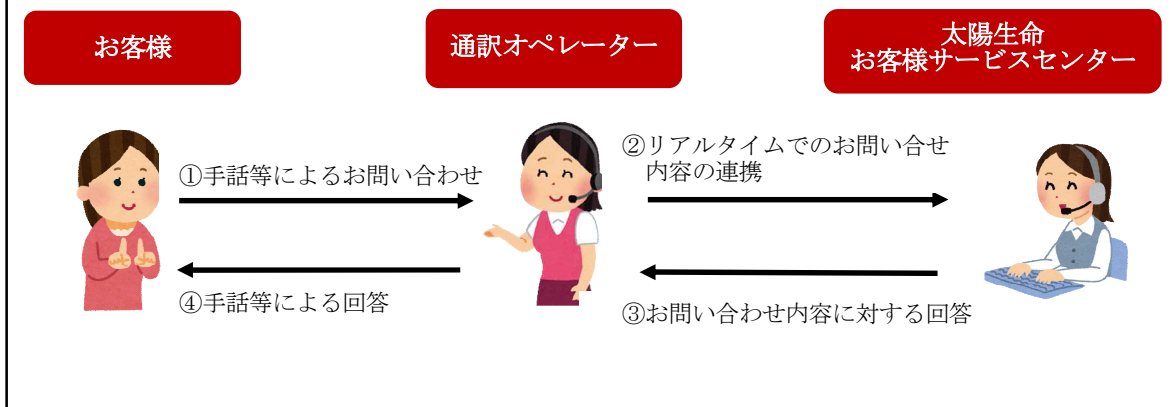 お客様
通訳オペレーター
太陽生命
お客様サービスセンター
①手話等によるお問い合わせ
②リアルタイムでのお問い合せ
内容の連携
④手話等による回答
③お問い合わせ内容に対する回答